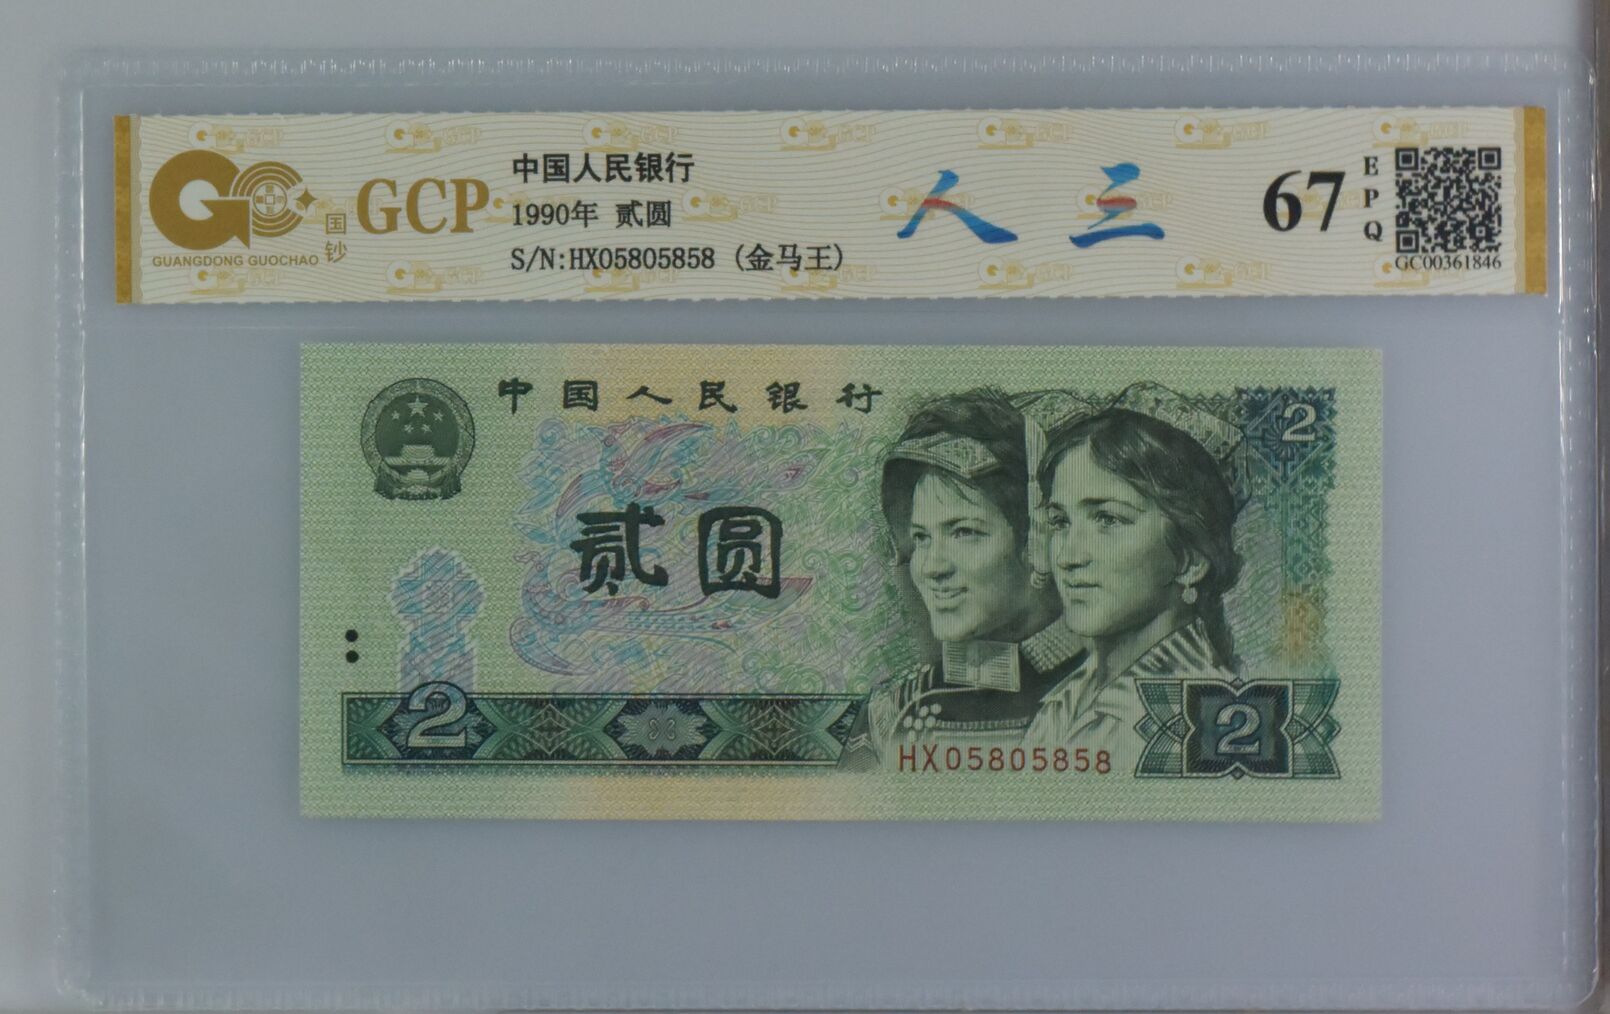 GCP
国钞
GUANGDONG GUOCHAO
中国人民银行
1990年 贰圆
S/N:HX05805858 (金马王)
人三
67
EPQ
GC00361846
中国人民银行
2
贰圆
2
2
HX05805858